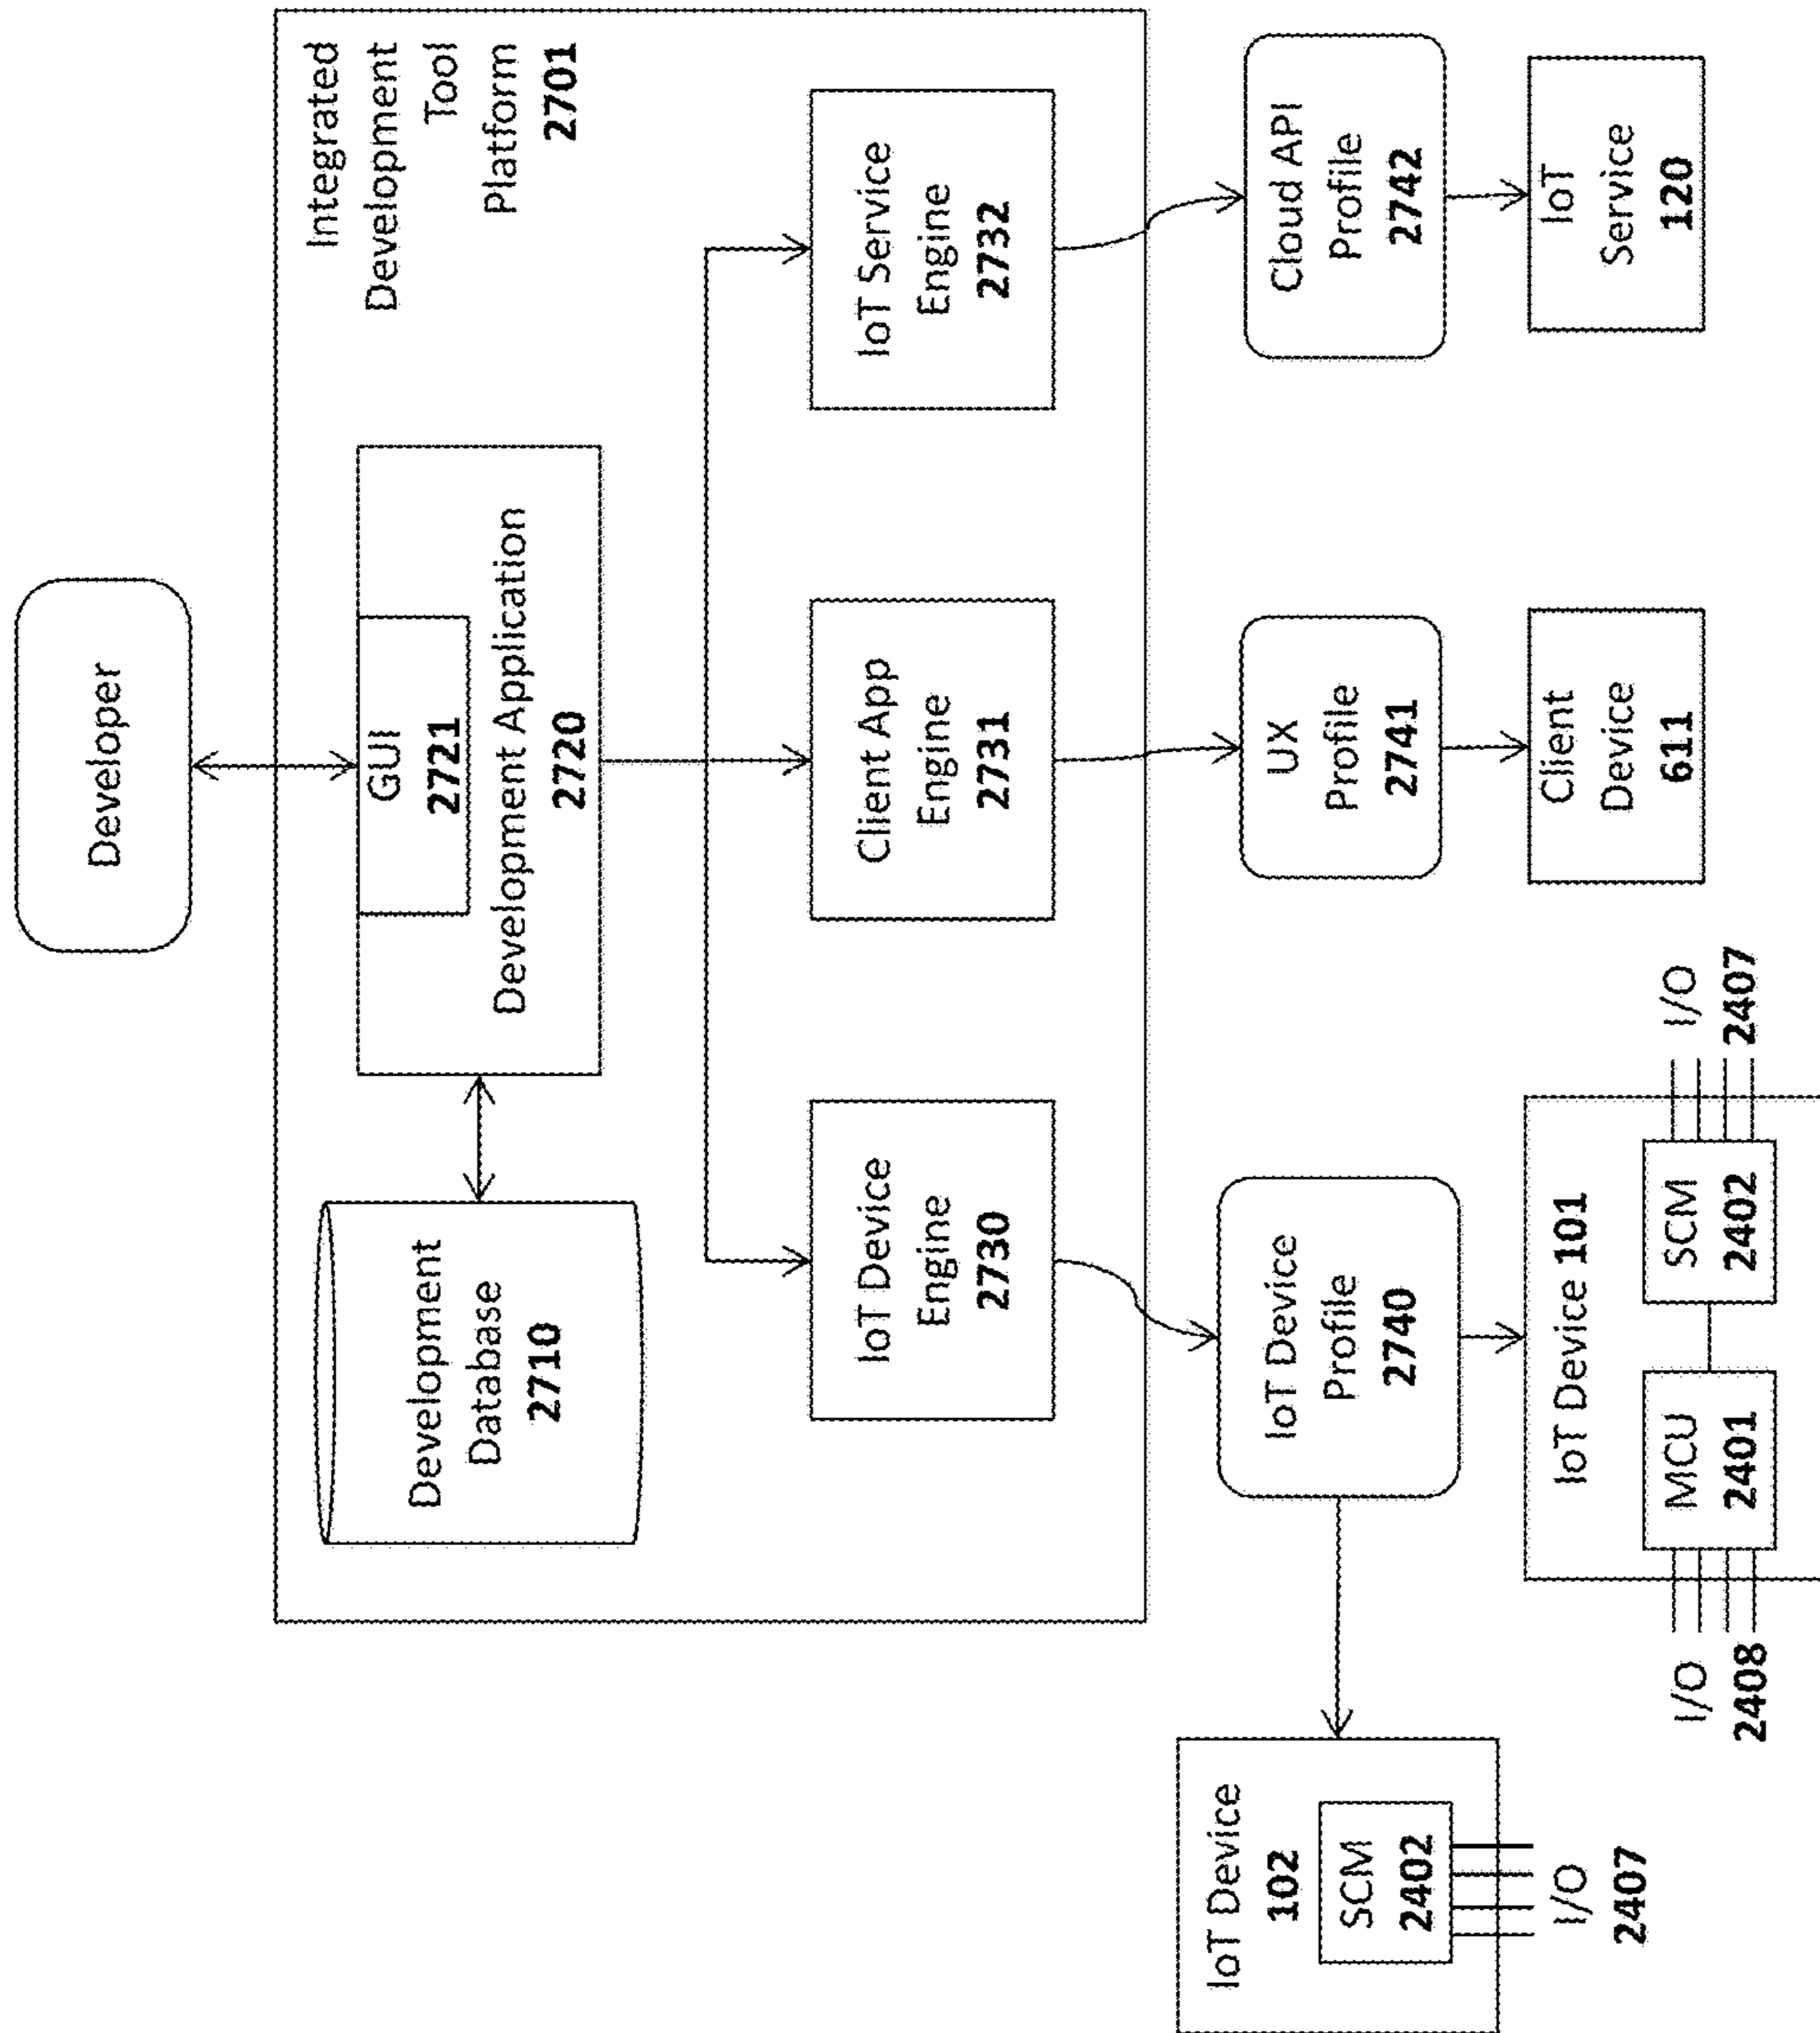 Developer
Integrated
Development
Tool
Platform
2701
GUI
2721
Development Application
2720
Development
Database
2710
IoT Device
Engine
2730
Client App
Engine
2731
IoT Service
Engine
2732
IoT Device
Profile
2740
UX
Profile
2741
Cloud API
Profile
2742
IoT Device
102
SCM
2402
I/O
2407
IoT Device 101
MCU
2401
SCM
2402
I/O
2408
I/O
2407
Client
Device
611
IoT
Service
120